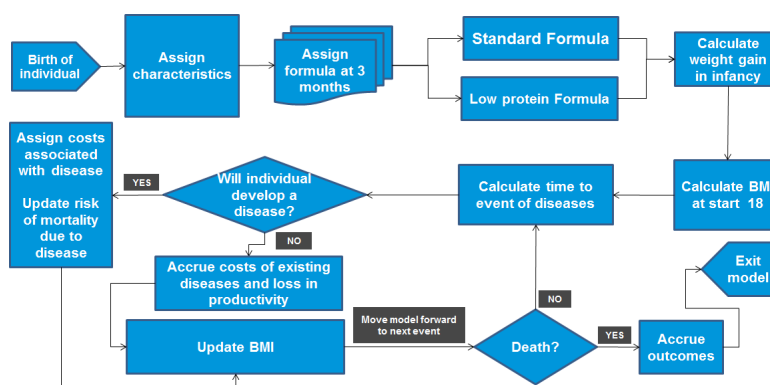 Birth of
individual
Assign
characteristics
Assign
formula at 3
months
Standard Formula
Low protein Formula
Calculate
weight gain
in infancy
Assign costs
associated
with disease
Update risk
of mortality
due to
disease
YES
Will individual
develop a
disease?
Calculate time to
event of diseases
Calculate BM
at start 18
NO
Accrue costs of existing
diseases and loss in
productivity
Exit
model
Move model forward
to next event
NO
Update BMI
Death?
YES
Accrue
outcomes